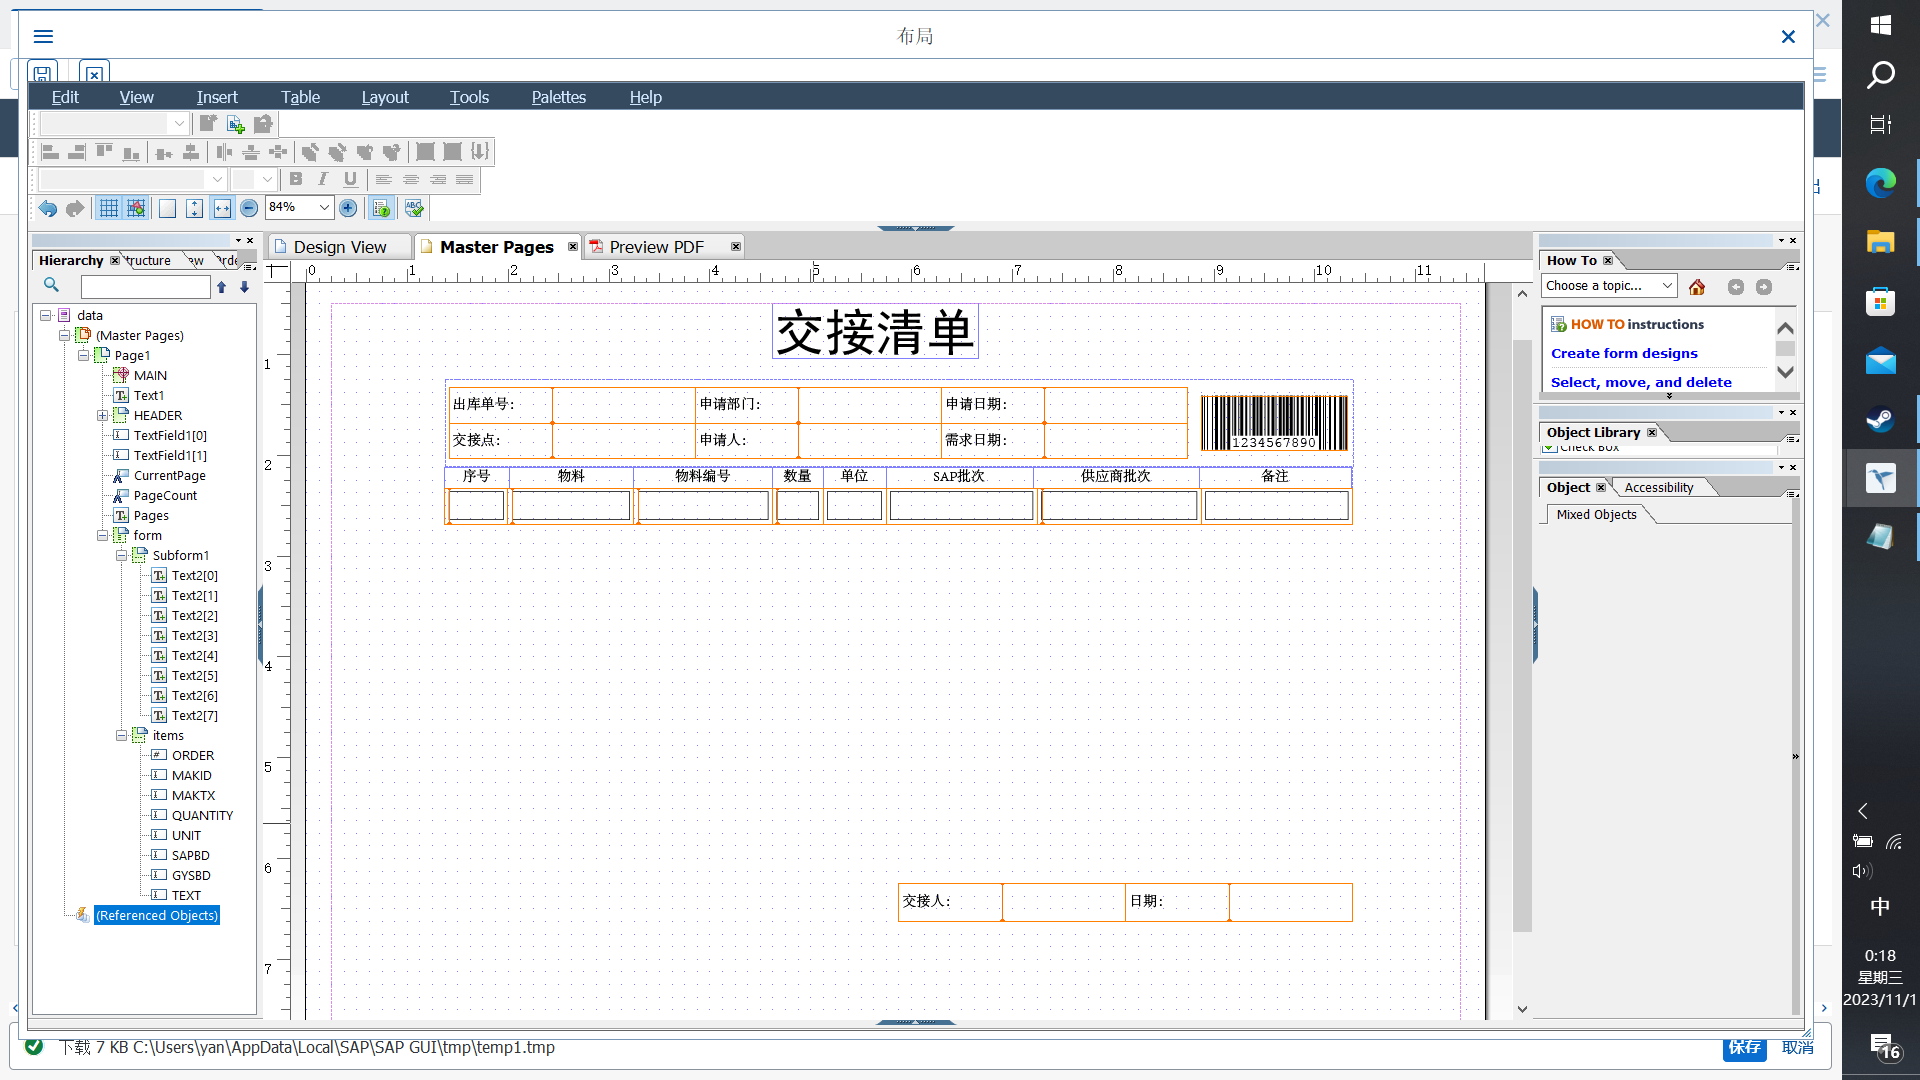 布局
Edit View Insert Table Layout Tools Palettes Help
B I U
84%
ABC
Design View Master Pages Preview PDF
Hierarchy
0 1 2 3 4 5 6 7 8 9 10 11
data
(Master Pages)
Page1
MAIN
Text1
HEADER
TextField1[0]
TextField1[1]
CurrentPage
PageCount
Pages
form
Subform1
Text2[0]
Text2[1]
Text2[2]
Text2[3]
Text2[4]
Text2[5]
Text2[6]
Text2[7]
items
ORDER
MAKID
MAKTX
QUANTITY
UNIT
SAPBD
GYSBD
TEXT
(Referenced Objects)
1
2
3
4
5
6
7
交接清单
出库单号: 申请部门: 申请日期:
交接点: 申请人: 需求日期:
1234567890
序号 物料 物料编号 数量 单位 SAP批次 供应商批次 备注
交接人: 日期:
How To
Choose a topic...
HOW TO instructions
Create form designs
Select, move, and delete
Object Library
Check Box
Object Accessibility
Mixed Objects
下载 7 KB C:\Users\yan\AppData\Local\SAP\SAP GUI\tmp\temp1.tmp
保存 取消
中
0:18
星期三
2023/11/1
16